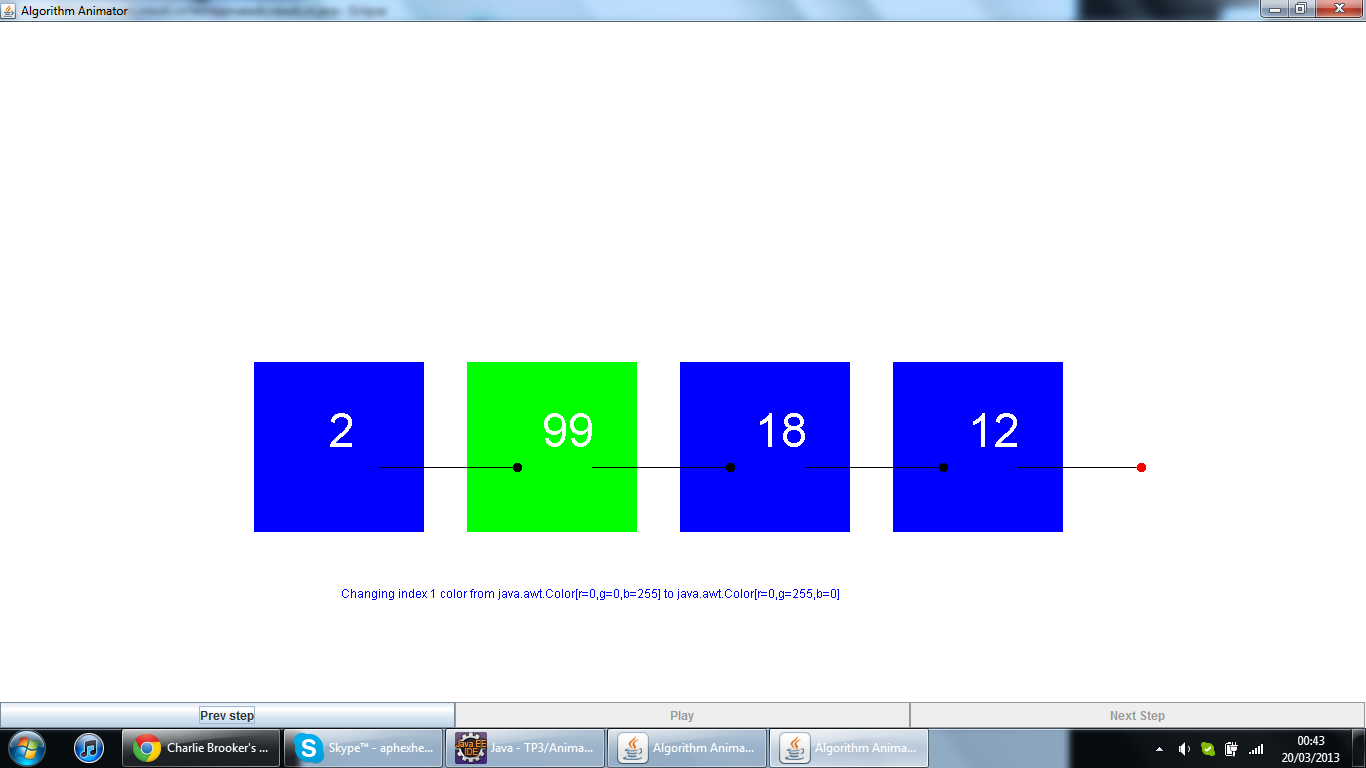 Algorithm Animator
2
99
18
12
Changing index 1 color from java.awt.Color[r=0,g=0,b=255] to java.awt.Color[r=0,g=255,b=0]
Prev step
Play
Next Step
Charlie Brooker's ...
Skype™ - aphexhe...
Java EE IDE
Java - TP3/Anima...
Algorithm Anima...
Algorithm Anima...
00:43
20/03/2013